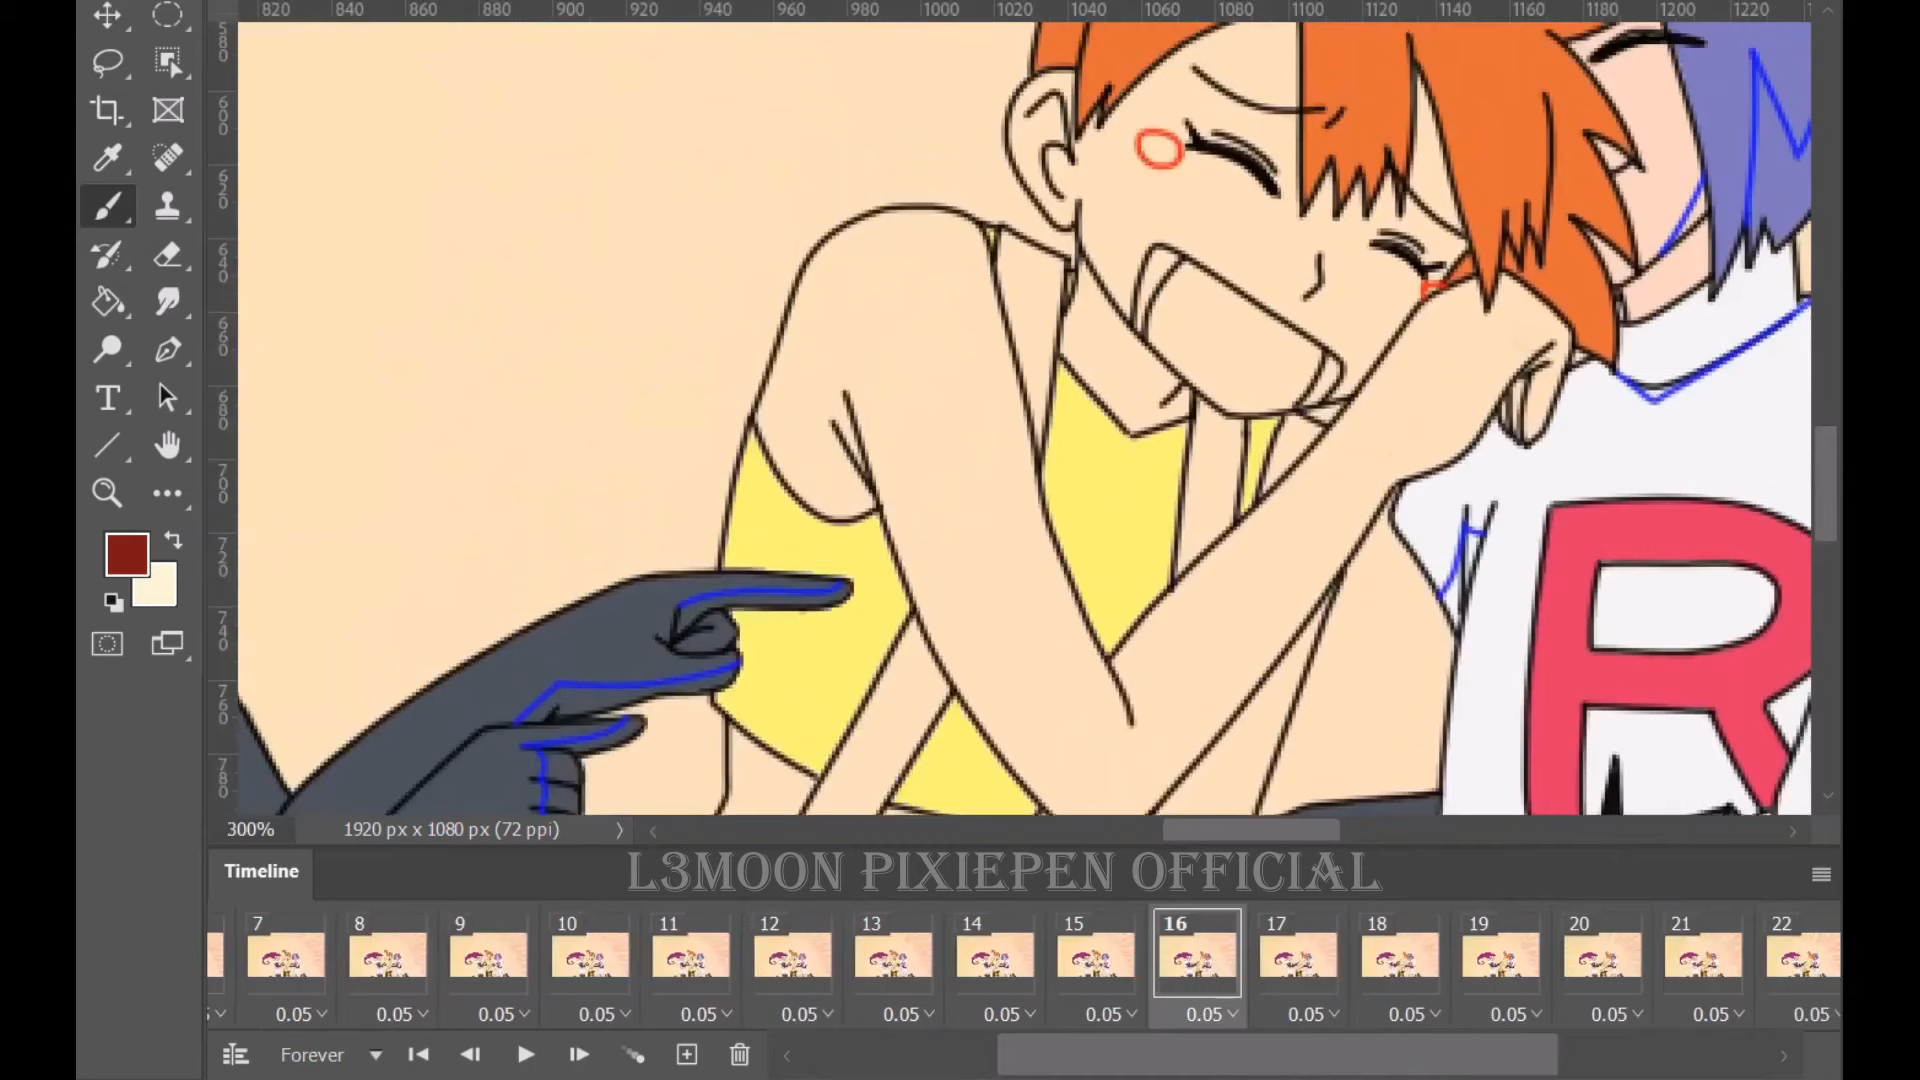 820 840 860 880 900 920 940 960 980 1000 1020 1040 1060 1080 1100 1120 1140 1160 1180 1200 1220
580
600
620
640
660
680
700
720
740
760
780
T
R
300% 1920 px x 1080 px (72 ppi)
Timeline
L3MOON PIXIEPEN OFFICIAL
7 8 9 10 11 12 13 14 15 16 17 18 19 20 21 22
0.05 0.05 0.05 0.05 0.05 0.05 0.05 0.05 0.05 0.05 0.05 0.05 0.05 0.05 0.05 0.05
Forever